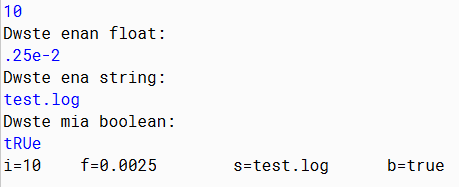 10
Dwste enan float:
.25e-2
Dwste ena string:
test.log
Dwste mia boolean:
tRUe
i=10    f=0.0025        s=test.log      b=true